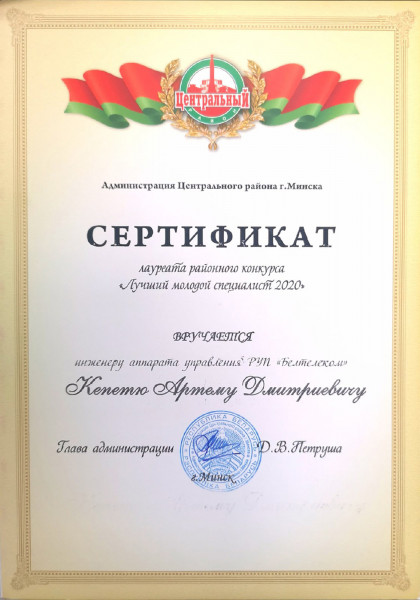 Центральный
Администрация Центрального района г.Минска
СЕРТИФИКАТ
лауреата районного конкурса
«Лучший молодой специалист 2020»
ВРУЧАЕТСЯ
инженеру аппарата управления РУП «Белтелеком»
Кепетю Артему Дмитриевичу
Глава администрации
Д.В.Петруша
г.Минск